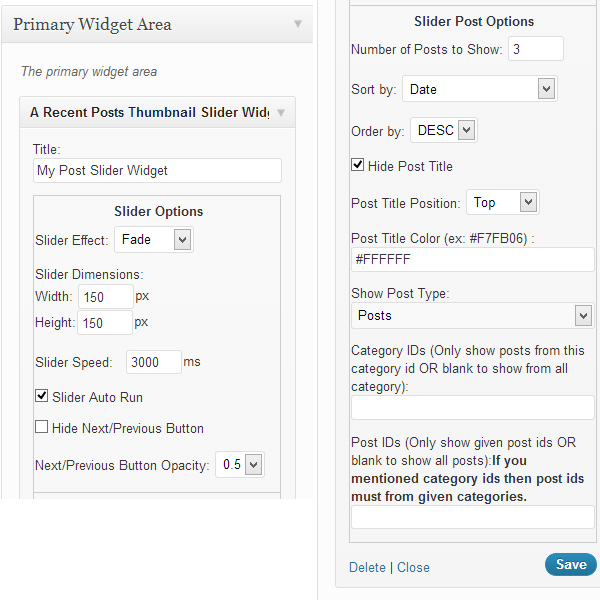 Primary Widget Area
The primary widget area
A Recent Posts Thumbnail Slider Widg
Title:
My Post Slider Widget
Slider Options
Slider Effect: Fade
Slider Dimensions:
Width: 150 px
Height: 150 px
Slider Speed: 3000 ms
Slider Auto Run
Hide Next/Previous Button
Next/Previous Button Opacity: 0.5
Slider Post Options
Number of Posts to Show: 3
Sort by: Date
Order by: DESC
Hide Post Title
Post Title Position: Top
Post Title Color (ex: #F7FB06) :
#FFFFFF
Show Post Type:
Posts
Category IDs (Only show posts from this
category id OR blank to show from all
category):
Post IDs (Only show given post ids OR
blank to show all posts):If you
mentioned category ids then post ids
must from given categories.
Delete | Close
Save